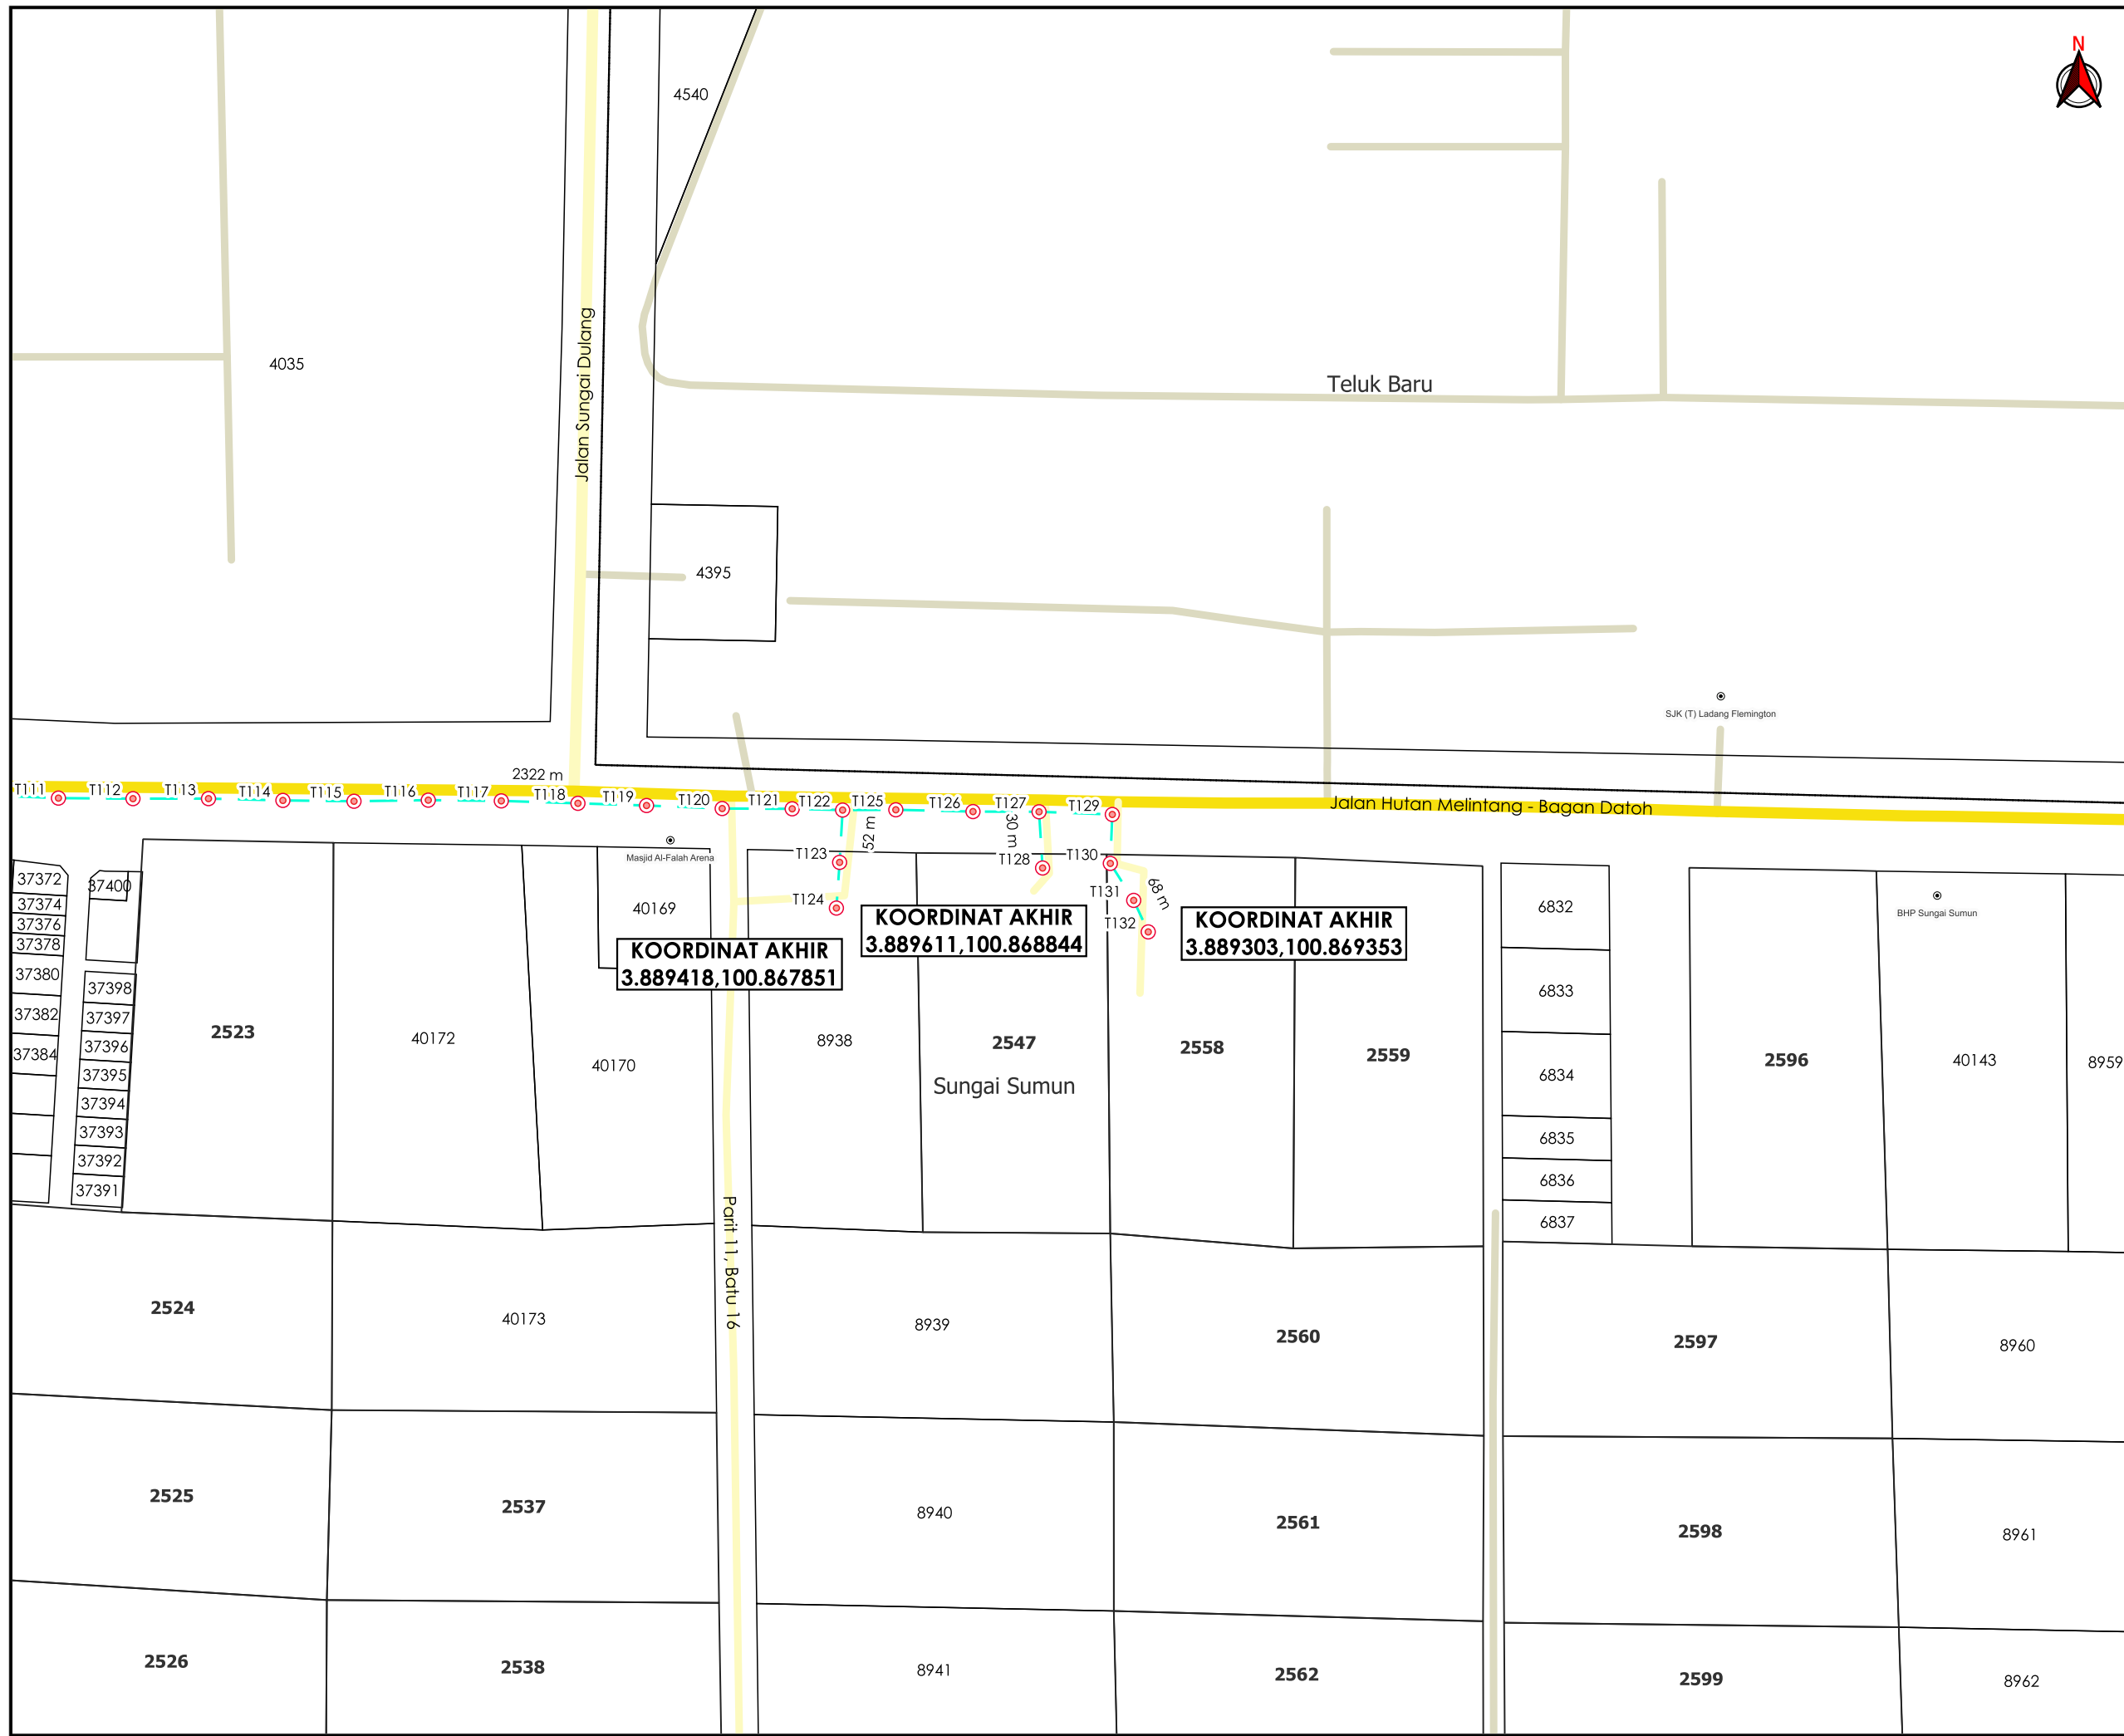 N
4540
4035
Jalan Sungai Dulang
Teluk Baru
4395
SJK (T) Ladang Flemington
2322 m
T111
T112
T113
T114
T115
T116
T117
T118
T119
T120
T121
T122
T125
T126
T127
T129
Jalan Hutan Melintang - Bagan Datoh
52 m
30 m
Masjid Al-Falah Arena
T123
T128
T130
68 m
T131
T124
T132
37372
37400
37374
37376
37378
37380
37382
37384
37398
37397
37396
37395
37394
37393
37392
37391
40169
KOORDINAT AKHIR
3.889418,100.867851
KOORDINAT AKHIR
3.889611,100.868844
KOORDINAT AKHIR
3.889303,100.869353
6832
6833
6834
6835
6836
6837
BHP Sungai Sumun
2523
40172
40170
8938
2547
Sungai Sumun
2558
2559
2596
40143
8959
Parit 11, Batu 16
2524
40173
8939
2560
2597
8960
2525
2537
8940
2561
2598
8961
2526
2538
8941
2562
2599
8962